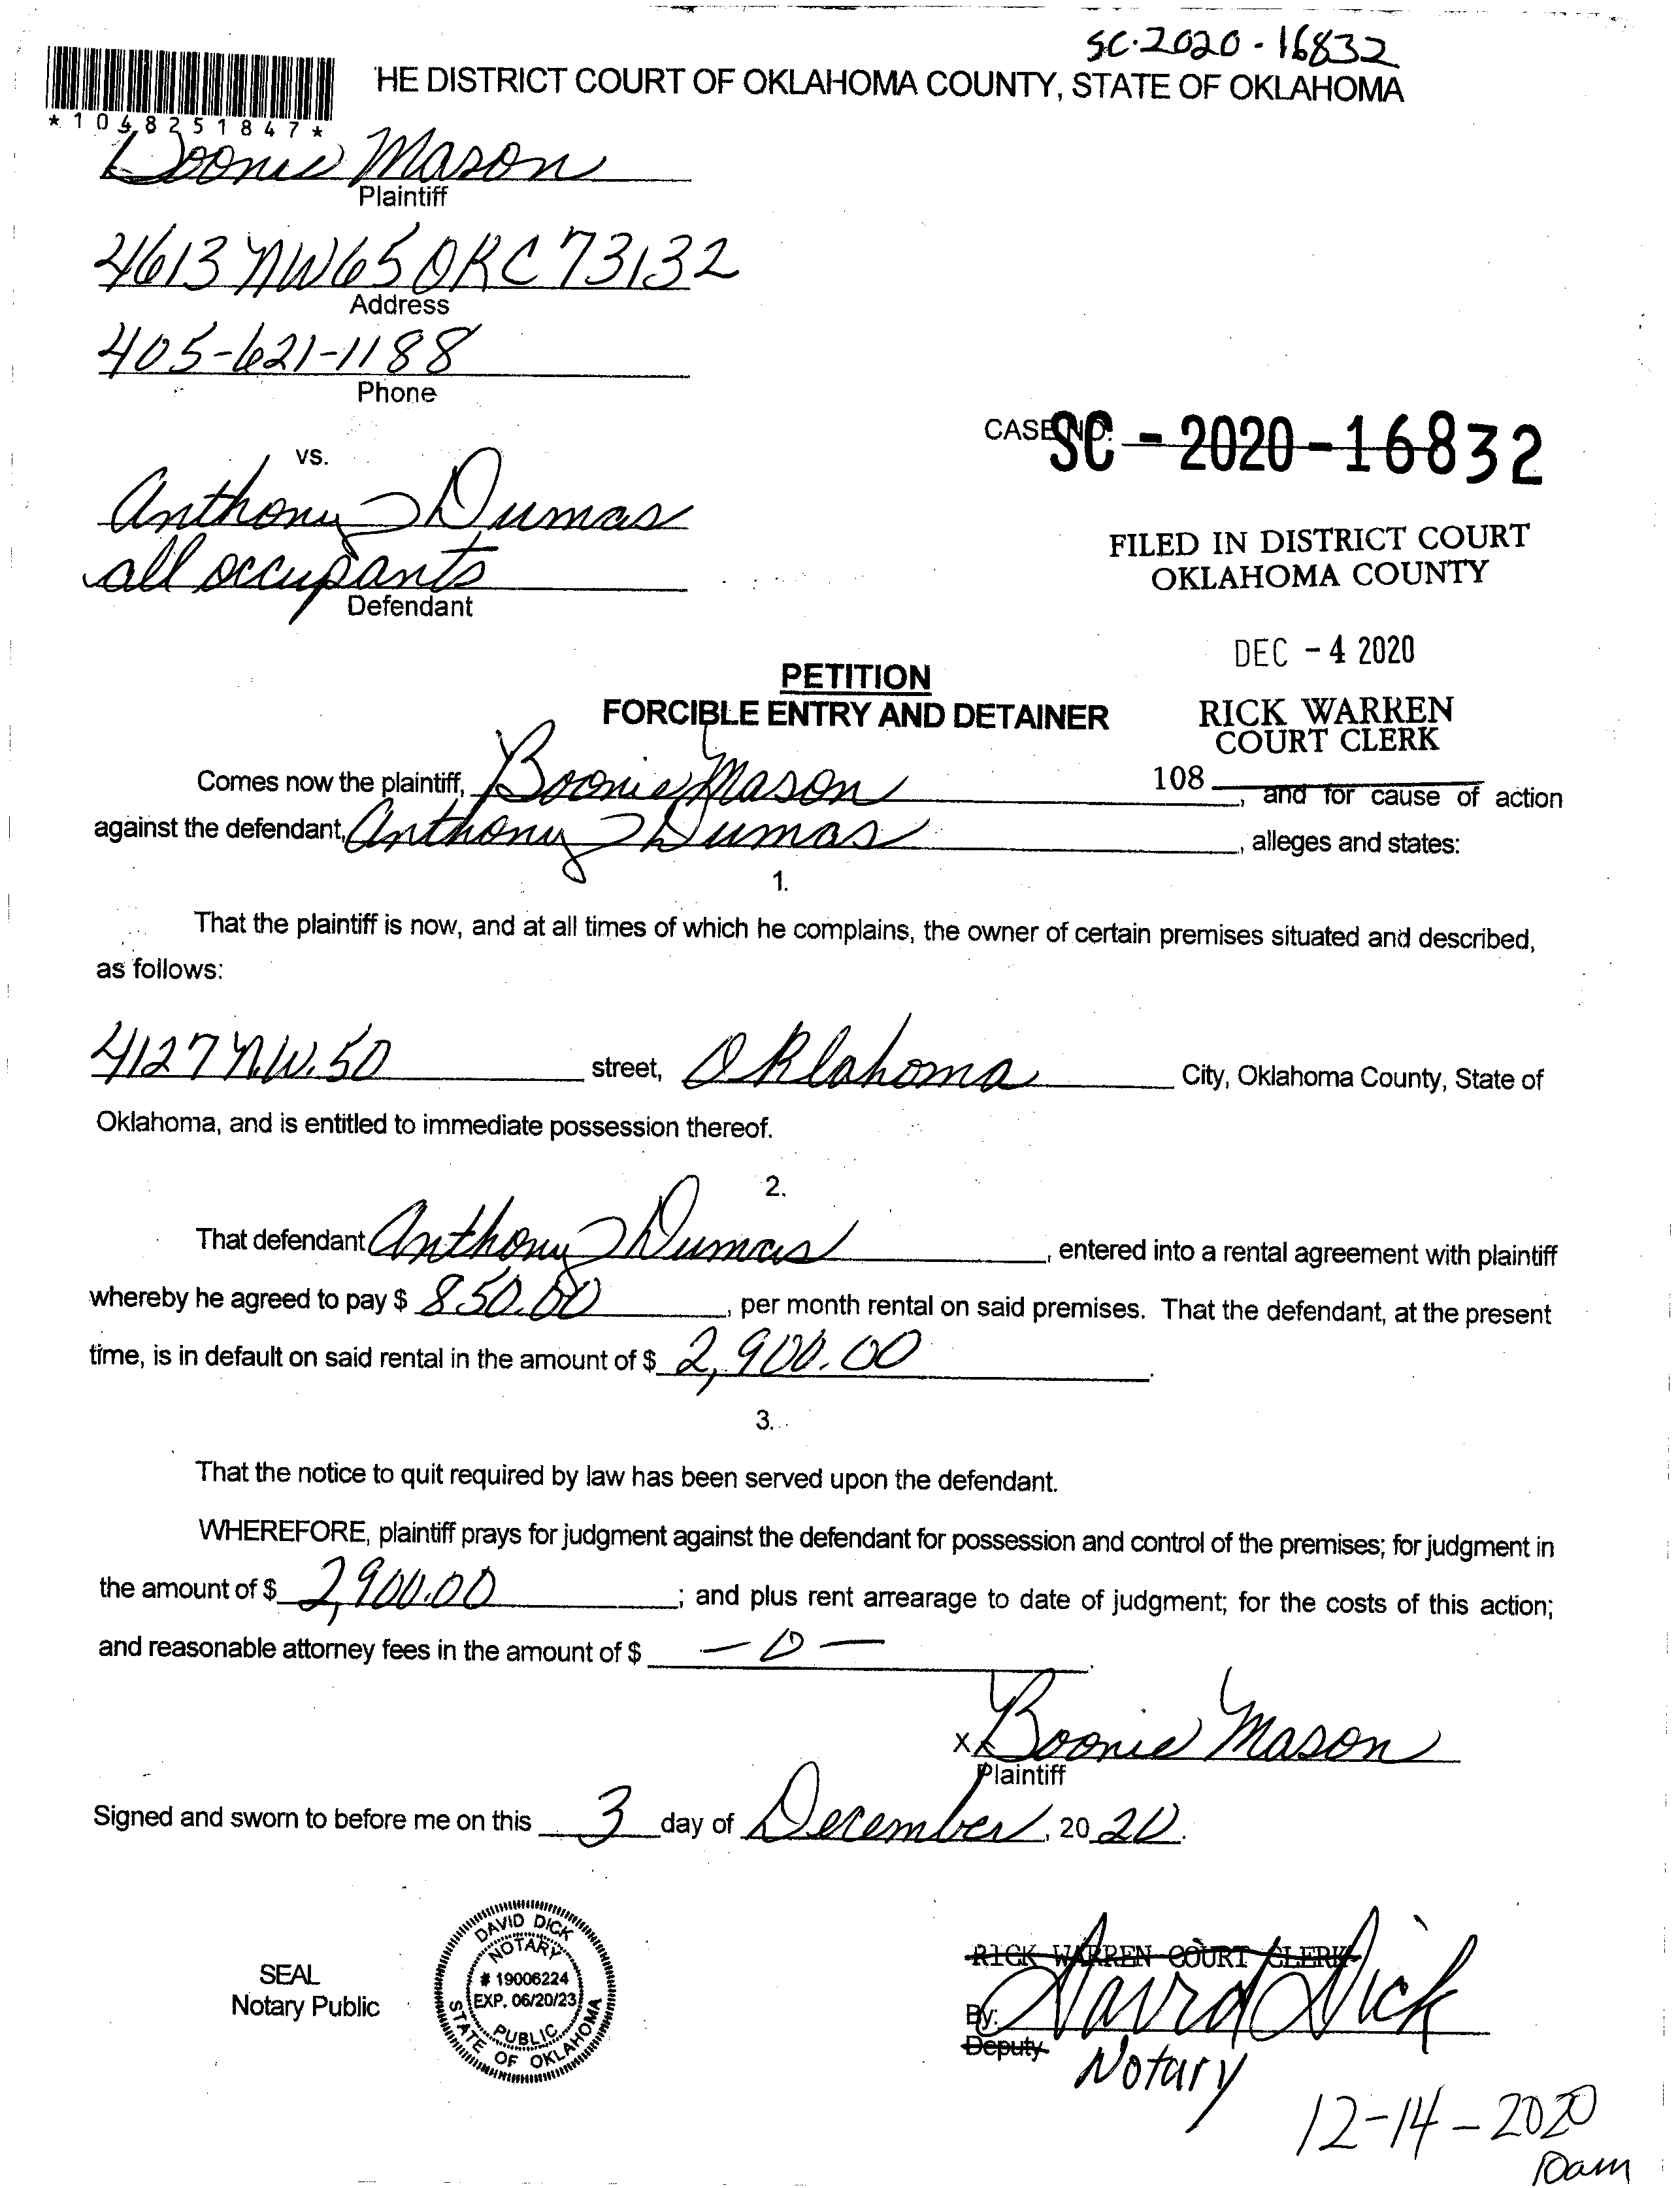 SC-2020-16832
'HE DISTRICT COURT OF OKLAHOMA COUNTY, STATE OF OKLAHOMA
*1048251847*
Boonie Mason
Plaintiff
4613 NW 65 OKC 73132
Address
405-621-1188
Phone
CASE NO. SC-2020-16832
vs.
Anthony Dumas
all occupants
Defendant
FILED IN DISTRICT COURT
OKLAHOMA COUNTY
DEC -4 2020
RICK WARREN
COURT CLERK
108
PETITION
FORCIBLE ENTRY AND DETAINER
Comes now the plaintiff, Boonie Mason, and for cause of action
against the defendant, Anthony Dumas, alleges and states:
1.
That the plaintiff is now, and at all times of which he complains, the owner of certain premises situated and described,
as follows:
4127 N.W. 50 street, Oklahoma City, Oklahoma County, State of
Oklahoma, and is entitled to immediate possession thereof.
2.
That defendant Anthony Dumas, entered into a rental agreement with plaintiff
whereby he agreed to pay $ 850.00, per month rental on said premises. That the defendant, at the present
time, is in default on said rental in the amount of $ 2,900.00.
3.
That the notice to quit required by law has been served upon the defendant.
WHEREFORE, plaintiff prays for judgment against the defendant for possession and control of the premises; for judgment in
the amount of $ 2,900.00; and plus rent arrearage to date of judgment; for the costs of this action;
and reasonable attorney fees in the amount of $ -0-.
x Boonie Mason
Plaintiff
Signed and sworn to before me on this 3 day of December, 2020.
SEAL
Notary Public
DAVID DICK
NOTARY
# 19006224
EXP. 06/20/23
PUBLIC
STATE OF OKLAHOMA
RICK WARREN COURT CLERK
By: David Dick
Deputy
Notary
12-14-2020
10am